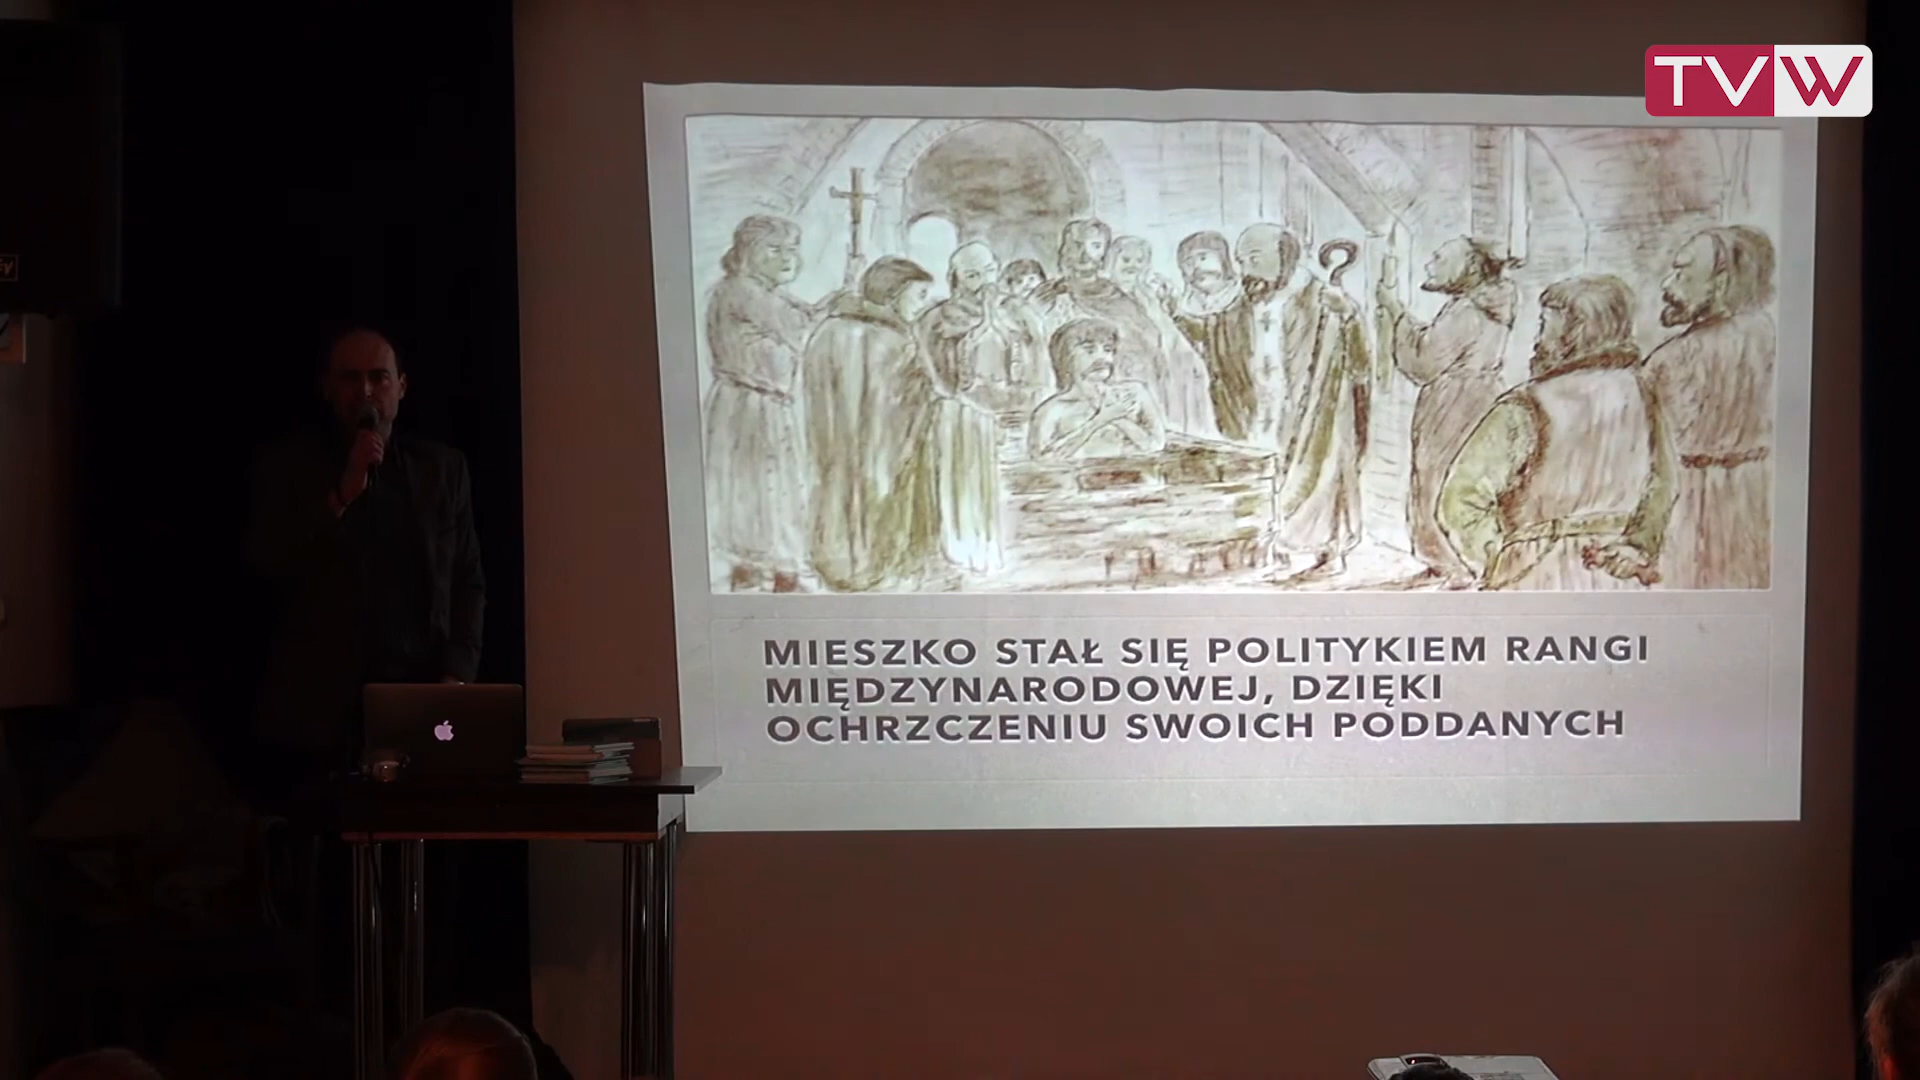 TVW
MIESZKO STAŁ SIĘ POLITYKIEM RANGI
MIĘDZYNARODOWEJ, DZIĘKI
OCHRZCZENIU SWOICH PODDANYCH